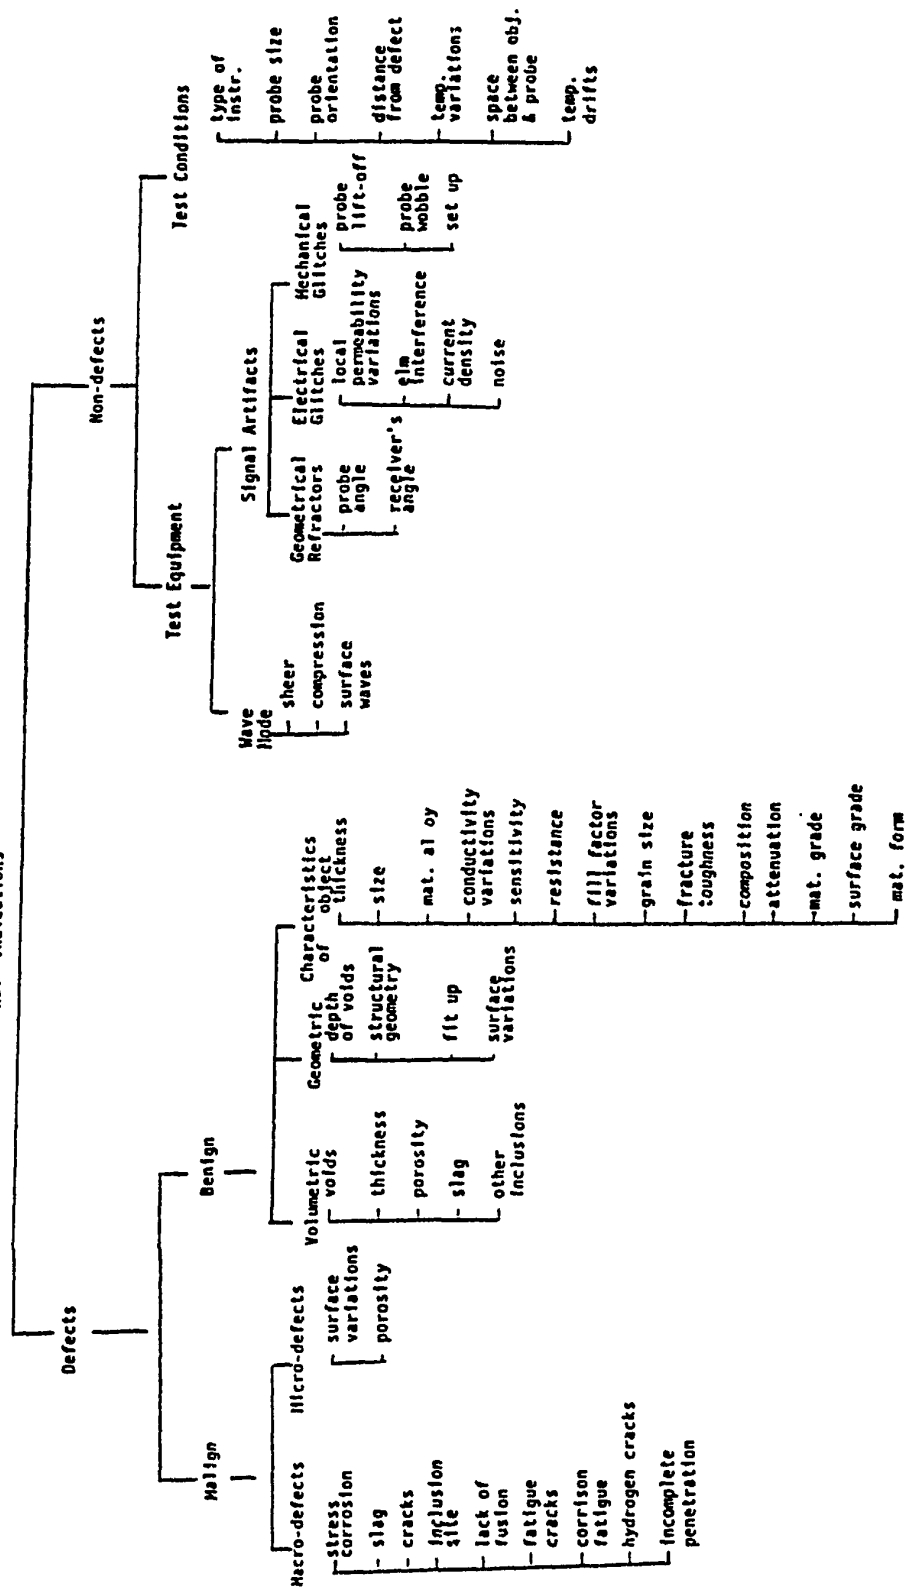 Defects
Non-defects
Malign
Benign
Test Equipment
Test Conditions
Macro-defects
stress
corrosion
slag
cracks
inclusion
site
lack of
fusion
fatigue
cracks
corrison
fatigue
hydrogen cracks
incomplete
penetration
Micro-defects
surface
variations
porosity
Volumetric
voids
thickness
porosity
slag
other
inclusions
Geometric
depth
of voids
structural
geometry
fit up
surface
variations
Characteristics
of object
thickness
size
mat. al oy
conductivity
variations
sensitivity
resistance
fill factor
variations
grain size
fracture
toughness
composition
attenuation
mat. grade
surface grade
mat. form
Wave
Mode
sheer
compression
surface
waves
Signal Artifacts
Geometrical
Refractors
probe
angle
receiver's
angle
Electrical
Glitches
local
permeability
variations
elm
interference
current
density
noise
Mechanical
Glitches
probe
lift-off
probe
wobble
set up
type of
instr.
probe size
probe
orientation
distance
from defect
temp.
variations
space
between obj.
& probe
temp.
drifts